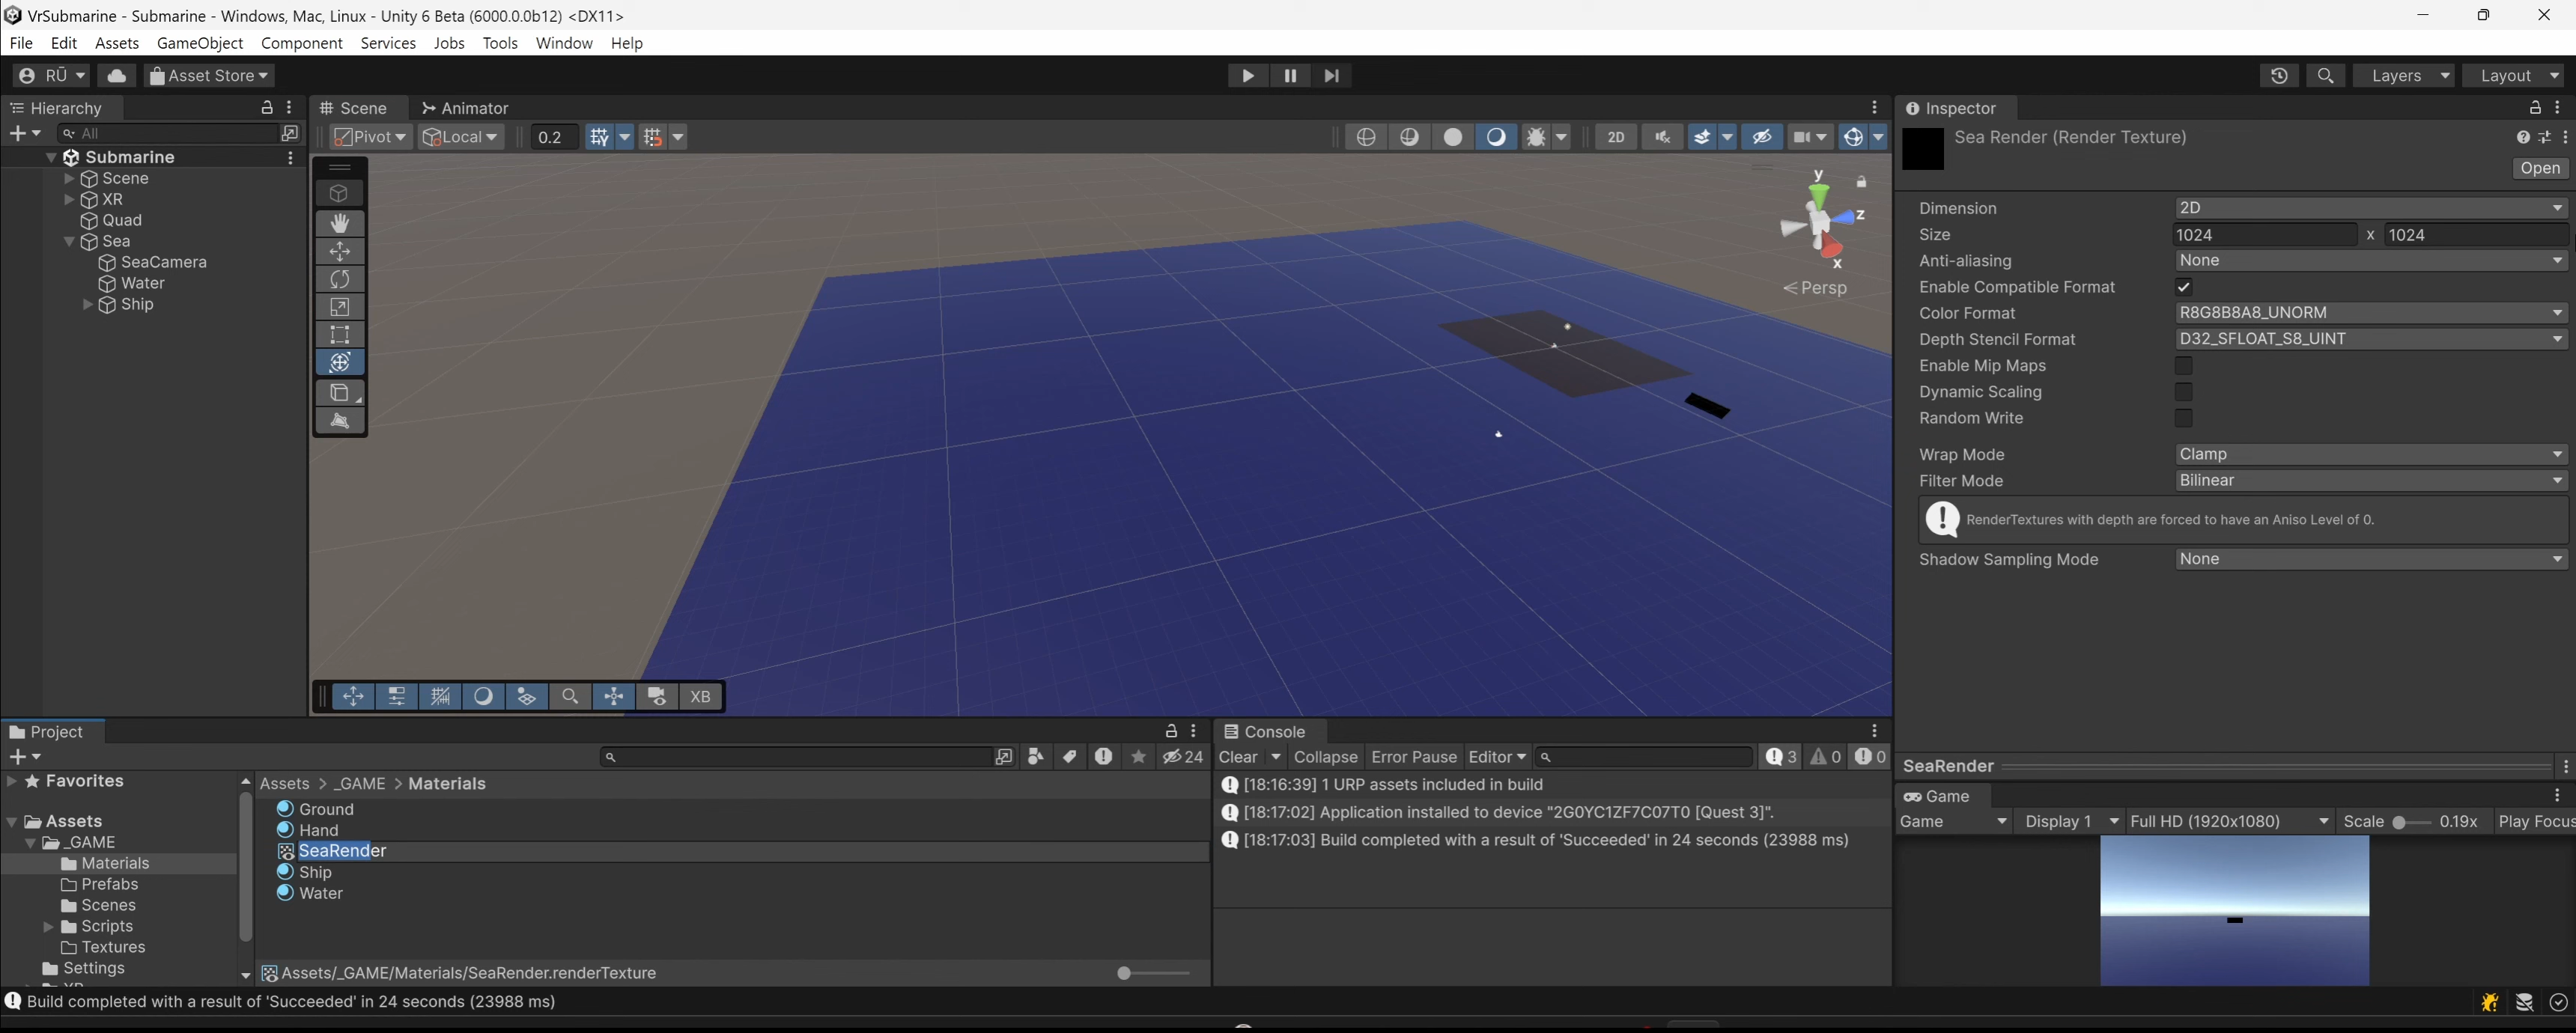 VrSubmarine - Submarine - Windows, Mac, Linux - Unity 6 Beta (6000.0.0b12) <DX11>
File Edit Assets GameObject Component Services Jobs Tools Window Help
RŪ Asset Store Layers Layout
Hierarchy
All
Submarine
Scene
XR
Quad
Sea
SeaCamera
Water
Ship
Scene Animator
Pivot Local 0.2 2D
y
z
x
Persp
XB
Inspector
Sea Render (Render Texture)
Open
Dimension 2D
Size 1024 x 1024
Anti-aliasing None
Enable Compatible Format
Color Format R8G8B8A8_UNORM
Depth Stencil Format D32_SFLOAT_S8_UINT
Enable Mip Maps
Dynamic Scaling
Random Write
Wrap Mode Clamp
Filter Mode Bilinear
RenderTextures with depth are forced to have an Aniso Level of 0.
Shadow Sampling Mode None
Project
24
Favorites
Assets
_GAME
Materials
Prefabs
Scenes
Scripts
Textures
Settings
Assets > _GAME > Materials
Ground
Hand
SeaRender
Ship
Water
Assets/_GAME/Materials/SeaRender.renderTexture
Console
Clear Collapse Error Pause Editor 3 0 0
[18:16:39] 1 URP assets included in build
[18:17:02] Application installed to device "2G0YC1ZF7C07T0 [Quest 3]".
[18:17:03] Build completed with a result of 'Succeeded' in 24 seconds (23988 ms)
SeaRender
Game
Game Display 1 Full HD (1920x1080) Scale 0.19x Play Focus
Build completed with a result of 'Succeeded' in 24 seconds (23988 ms)